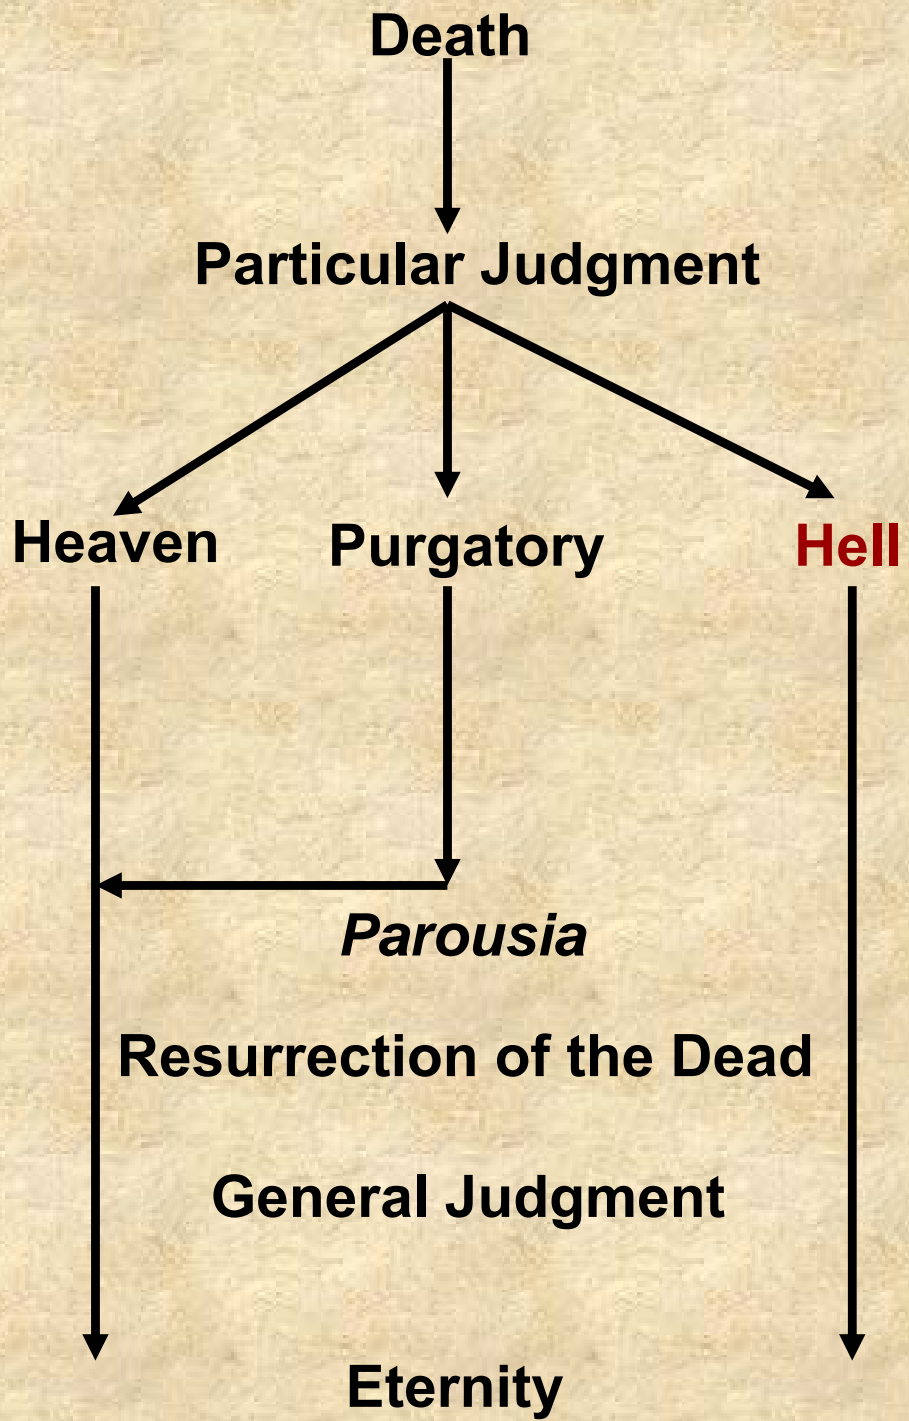 Death
Particular Judgment
Heaven Purgatory Hell
Parousia
Resurrection of the Dead
General Judgment
Eternity